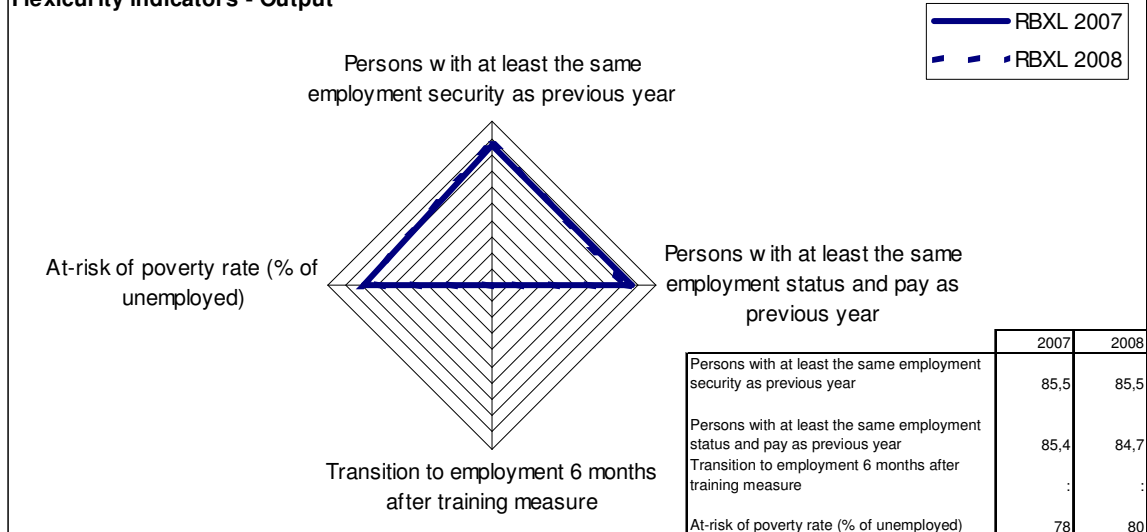 Flexicurity indicators - Output
RBXL 2007
RBXL 2008
Persons with at least the same
employment security as previous year
At-risk of poverty rate (% of
unemployed)
Persons with at least the same
employment status and pay as
previous year
Transition to employment 6 months
after training measure
2007 2008
Persons with at least the same employment
security as previous year 85,5 85,5
Persons with at least the same employment
status and pay as previous year 85,4 84,7
Transition to employment 6 months after
training measure : :
At-risk of poverty rate (% of unemployed) 78 80